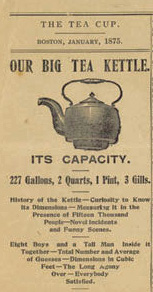 THE TEA CUP.
BOSTON, JANUARY, 1875.
OUR BIG TEA KETTLE.
ITS CAPACITY.
227 Gallons, 2 Quarts, 1 Pint, 3 Gills.
History of the Kettle—Curiosity to Know
Its Dimensions—Measuring It in the
Presence of Fifteen Thousand
People—Novel Incidents
and Funny Scenes.
Eight Boys and a Tall Man Inside it
Together—Total Number and Average
of Guesses—Dimensions in Cubic
Feet—The Long Agony
Over—Everybody
Satisfied.